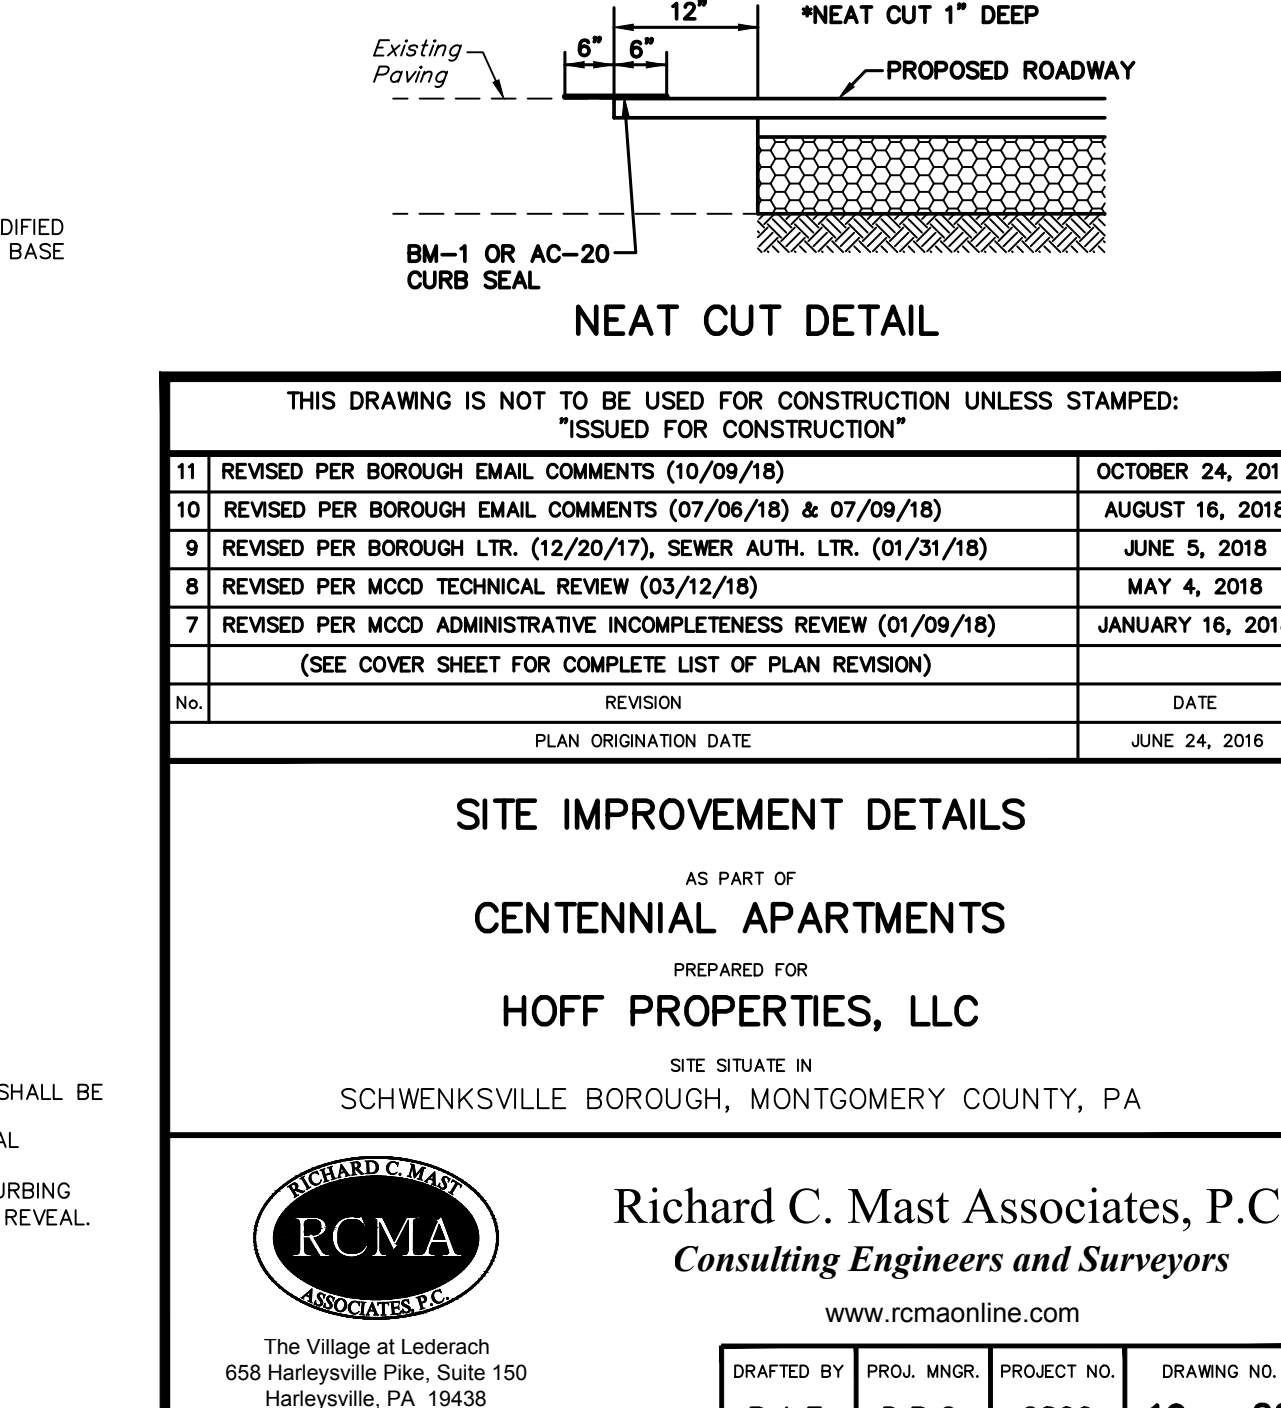 12"
*NEAT CUT 1" DEEP
6" 6"
Existing
Paving
PROPOSED ROADWAY
DIFIED
BASE
BM-1 OR AC-20
CURB SEAL
NEAT CUT DETAIL
THIS DRAWING IS NOT TO BE USED FOR CONSTRUCTION UNLESS STAMPED:
"ISSUED FOR CONSTRUCTION"
11 REVISED PER BOROUGH EMAIL COMMENTS (10/09/18) OCTOBER 24, 201
10 REVISED PER BOROUGH EMAIL COMMENTS (07/06/18) & 07/09/18) AUGUST 16, 2018
9 REVISED PER BOROUGH LTR. (12/20/17), SEWER AUTH. LTR. (01/31/18) JUNE 5, 2018
8 REVISED PER MCCD TECHNICAL REVIEW (03/12/18) MAY 4, 2018
7 REVISED PER MCCD ADMINISTRATIVE INCOMPLETENESS REVIEW (01/09/18) JANUARY 16, 2018
(SEE COVER SHEET FOR COMPLETE LIST OF PLAN REVISION)
No. REVISION DATE
PLAN ORIGINATION DATE JUNE 24, 2016
SITE IMPROVEMENT DETAILS
AS PART OF
CENTENNIAL APARTMENTS
PREPARED FOR
HOFF PROPERTIES, LLC
SITE SITUATE IN
SCHWENKSVILLE BOROUGH, MONTGOMERY COUNTY, PA
SHALL BE
AL
URBING
REVEAL.
RICHARD C. MAST
RCMA
ASSOCIATES, P.C.
Richard C. Mast Associates, P.C
Consulting Engineers and Surveyors
www.rcmaonline.com
The Village at Lederach
658 Harleysville Pike, Suite 150
Harleysville, PA 19438
DRAFTED BY PROJ. MNGR. PROJECT NO. DRAWING NO.